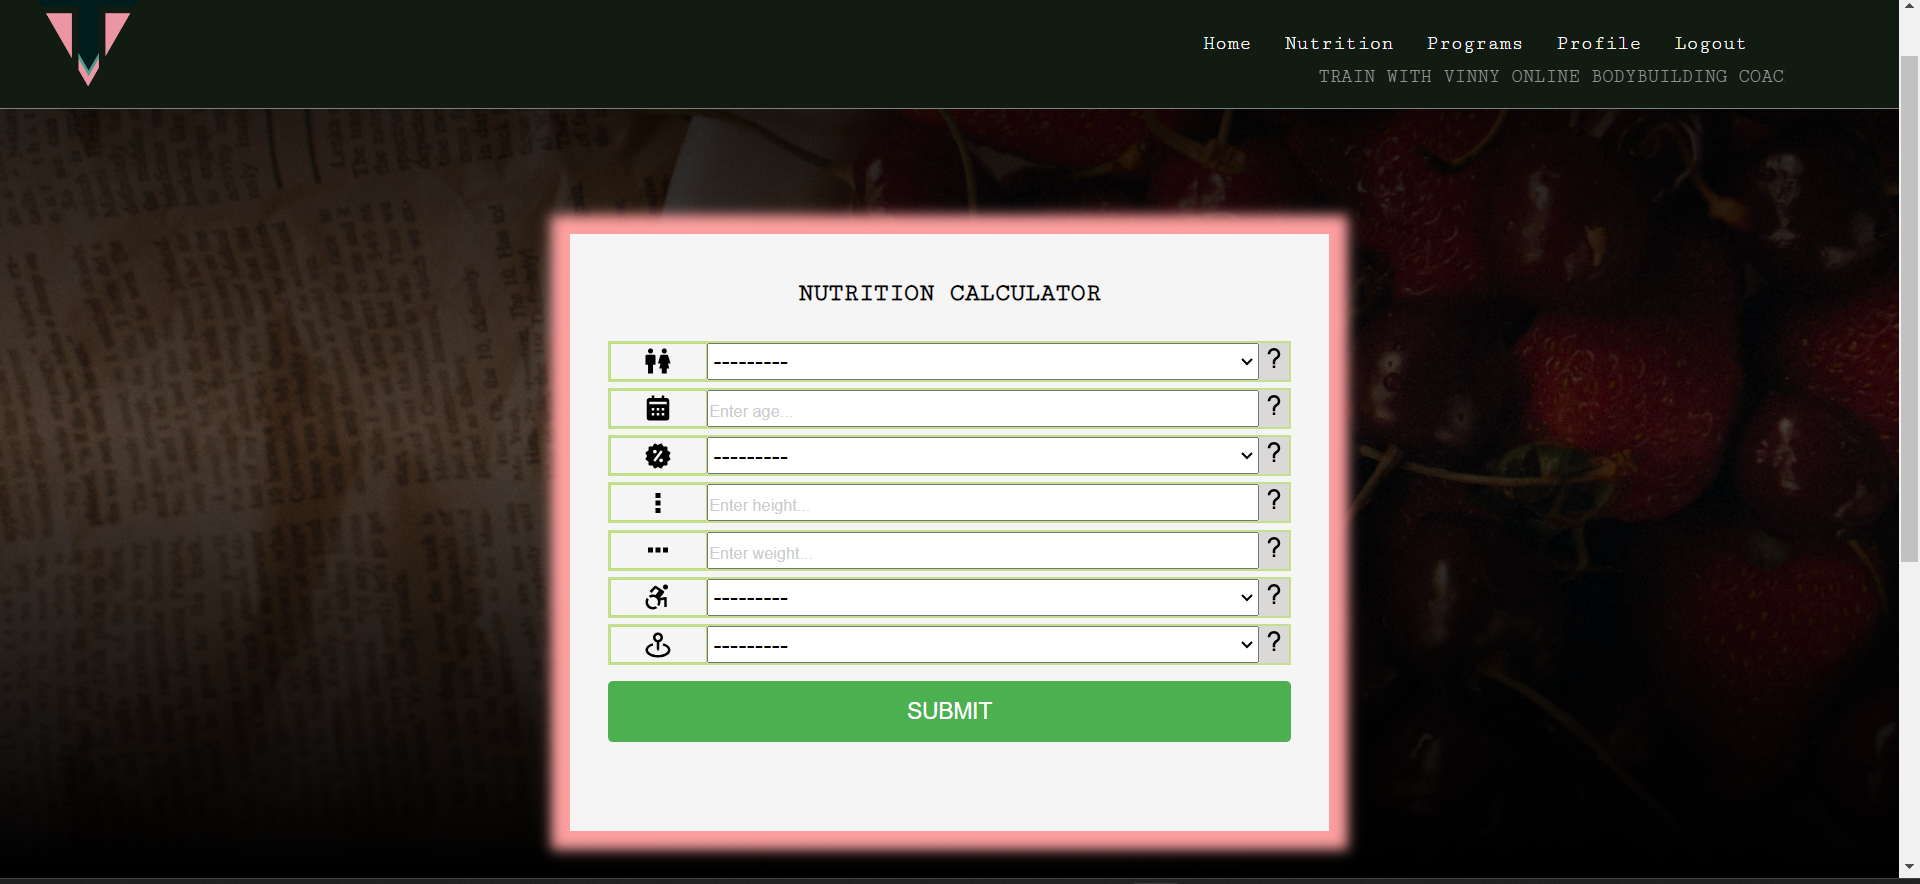 Home Nutrition Programs Profile Logout
TRAIN WITH VINNY ONLINE BODYBUILDING COAC
NUTRITION CALCULATOR
--------- ?
Enter age... ?
--------- ?
Enter height... ?
Enter weight... ?
--------- ?
--------- ?
SUBMIT